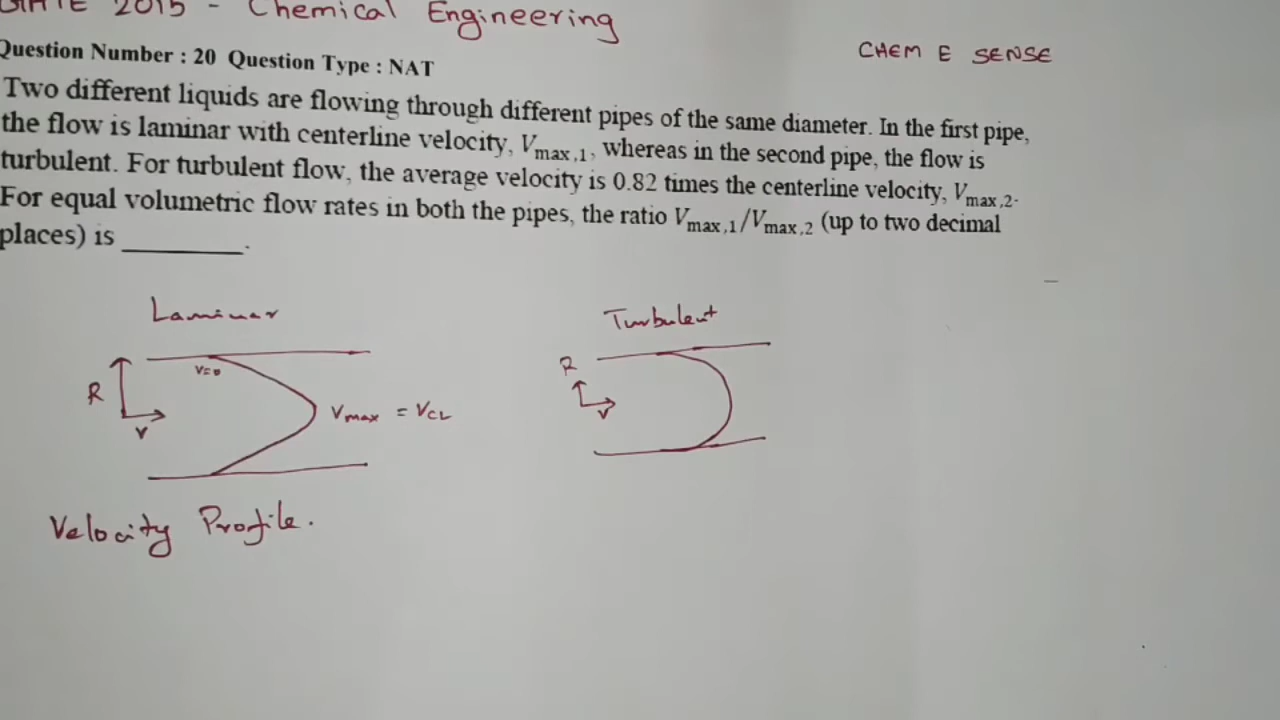 GATE 2015 - Chemical Engineering
CHEM E SENSE
Question Number : 20 Question Type : NAT
Two different liquids are flowing through different pipes of the same diameter. In the first pipe,
the flow is laminar with centerline velocity, Vmax,1, whereas in the second pipe, the flow is
turbulent. For turbulent flow, the average velocity is 0.82 times the centerline velocity, Vmax,2.
For equal volumetric flow rates in both the pipes, the ratio Vmax,1/Vmax,2 (up to two decimal
places) is ________.
Laminar
Turbulent
V=0
R
V
Vmax = VCL
R
V
Velocity Profile.